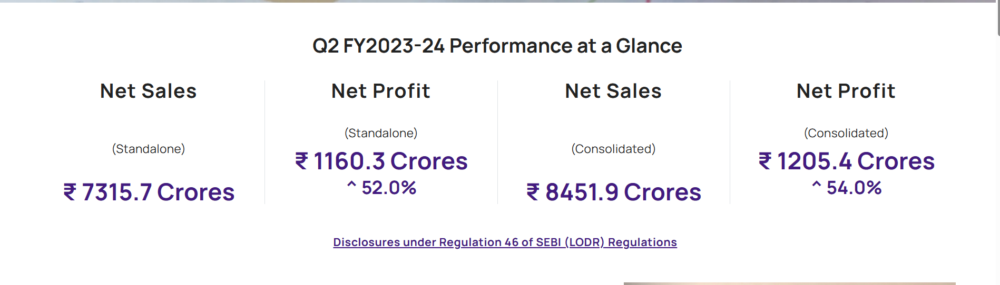 Q2 FY2023-24 Performance at a Glance
Net Sales
(Standalone)
₹ 7315.7 Crores
Net Profit
(Standalone)
₹ 1160.3 Crores
^ 52.0%
Net Sales
(Consolidated)
₹ 8451.9 Crores
Net Profit
(Consolidated)
₹ 1205.4 Crores
^ 54.0%
Disclosures under Regulation 46 of SEBI (LODR) Regulations